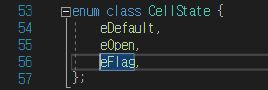 53 enum class CellState {
54 eDefault,
55 eOpen,
56 eFlag,
57 };